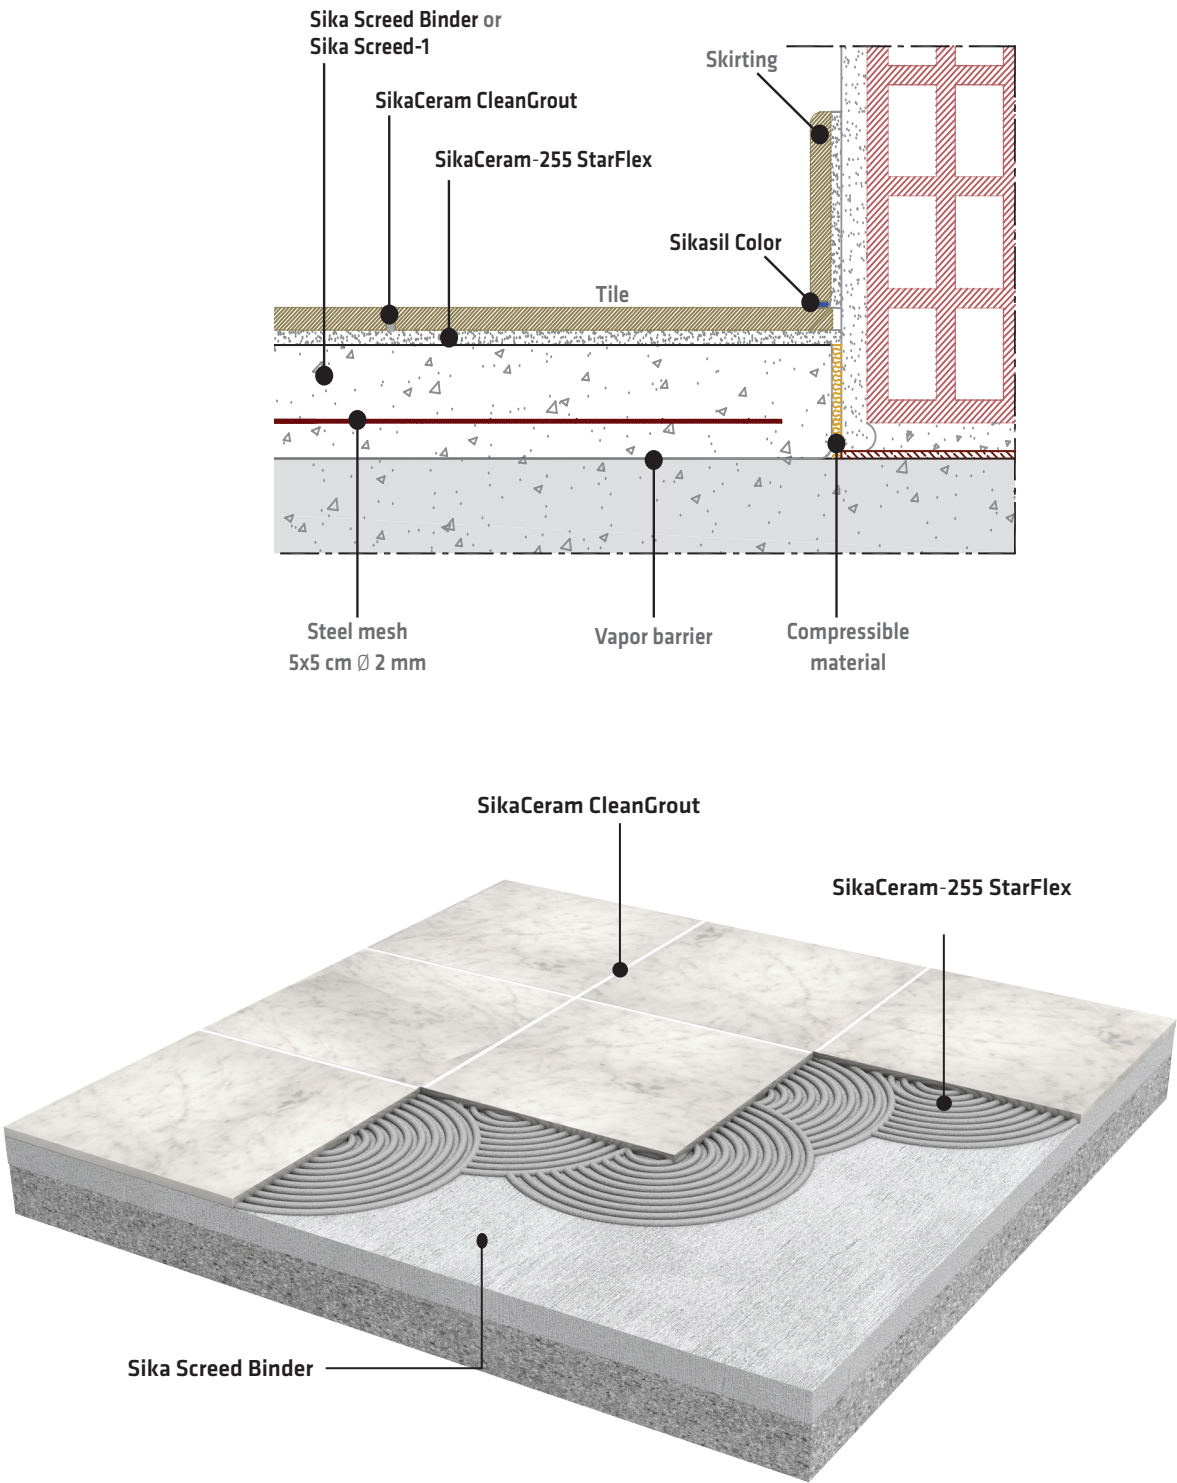 Sika Screed Binder or
Sika Screed-1
Skirting
SikaCeram CleanGrout
SikaCeram-255 StarFlex
Sikasil Color
Tile
Steel mesh
5x5 cm Ø 2 mm
Vapor barrier
Compressible
material
SikaCeram CleanGrout
SikaCeram-255 StarFlex
Sika Screed Binder